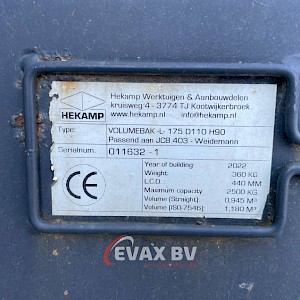 HEKAMP
Hekamp Werktuigen & Aanbouwdelen
kruisweg 4 - 3774 TJ Kootwijkerbroek
www.hekamp.nl info@hekamp.nl
Type: VOLUMEBAK -L- 175 D110 H90
Passend aan JCB 403 - Weidemann
Serialnum: 011632 - 1
CE
Year of building 2022
Weight: 360 KG
L.C.D.: 440 MM
Maximum capacity 2500 KG
Volume (Straight): 0,945 M³
Volume (ISO-7546): 1,180 M³
EVAX BV